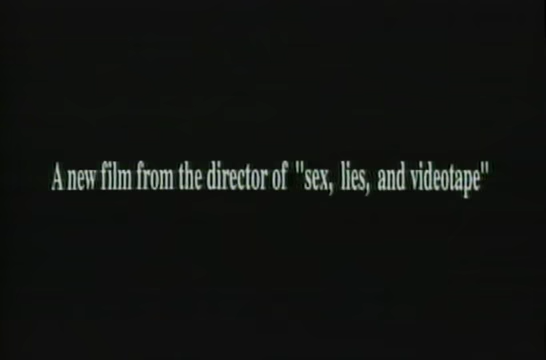 A new film from the director of "sex, lies, and videotape"